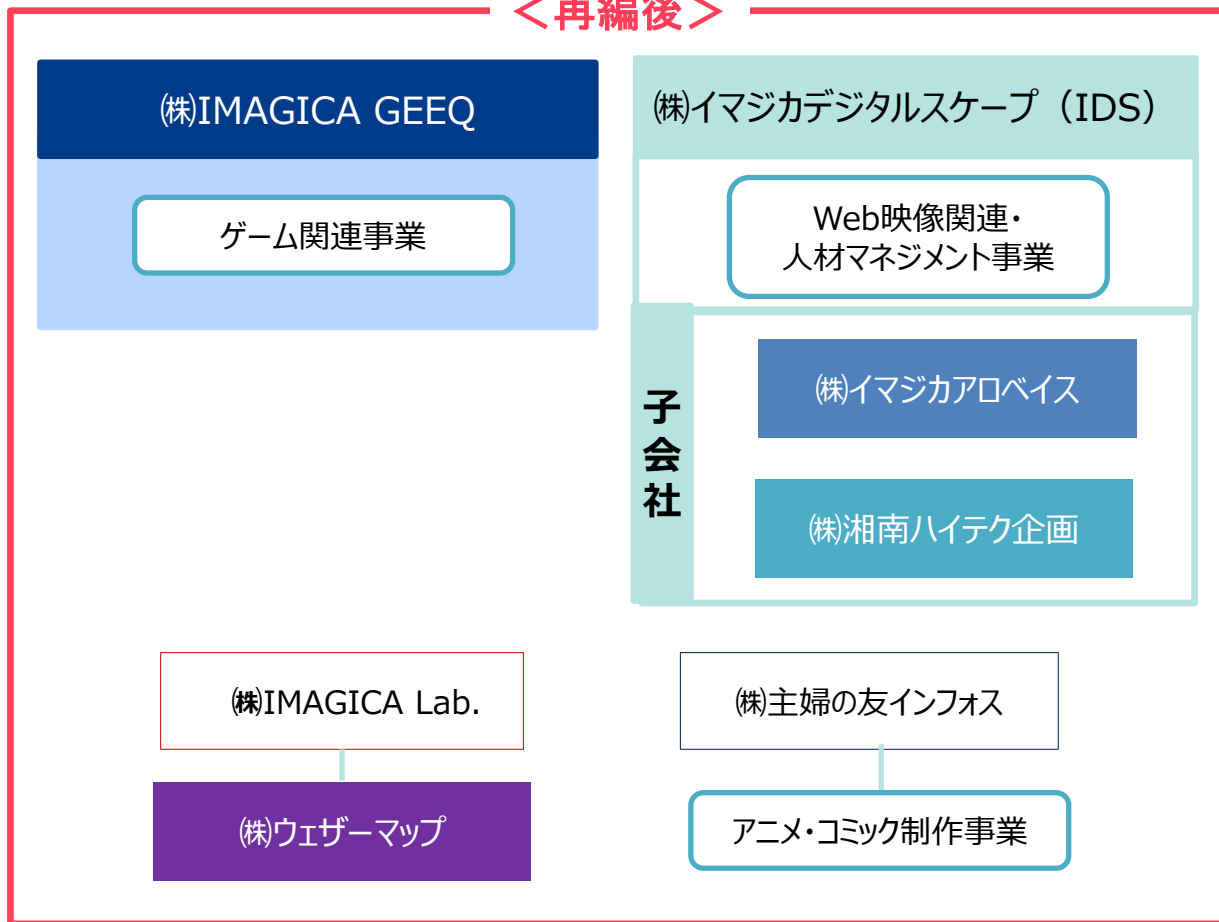 ＜再編後＞
㈱IMAGICA GEEQ
㈱イマジカデジタルスケープ（IDS）
ゲーム関連事業
Web映像関連・
人材マネジメント事業
子会社
㈱イマジカアロベイス
㈱湘南ハイテク企画
㈱IMAGICA Lab.
㈱主婦の友インフォス
㈱ウェザーマップ
アニメ・コミック制作事業